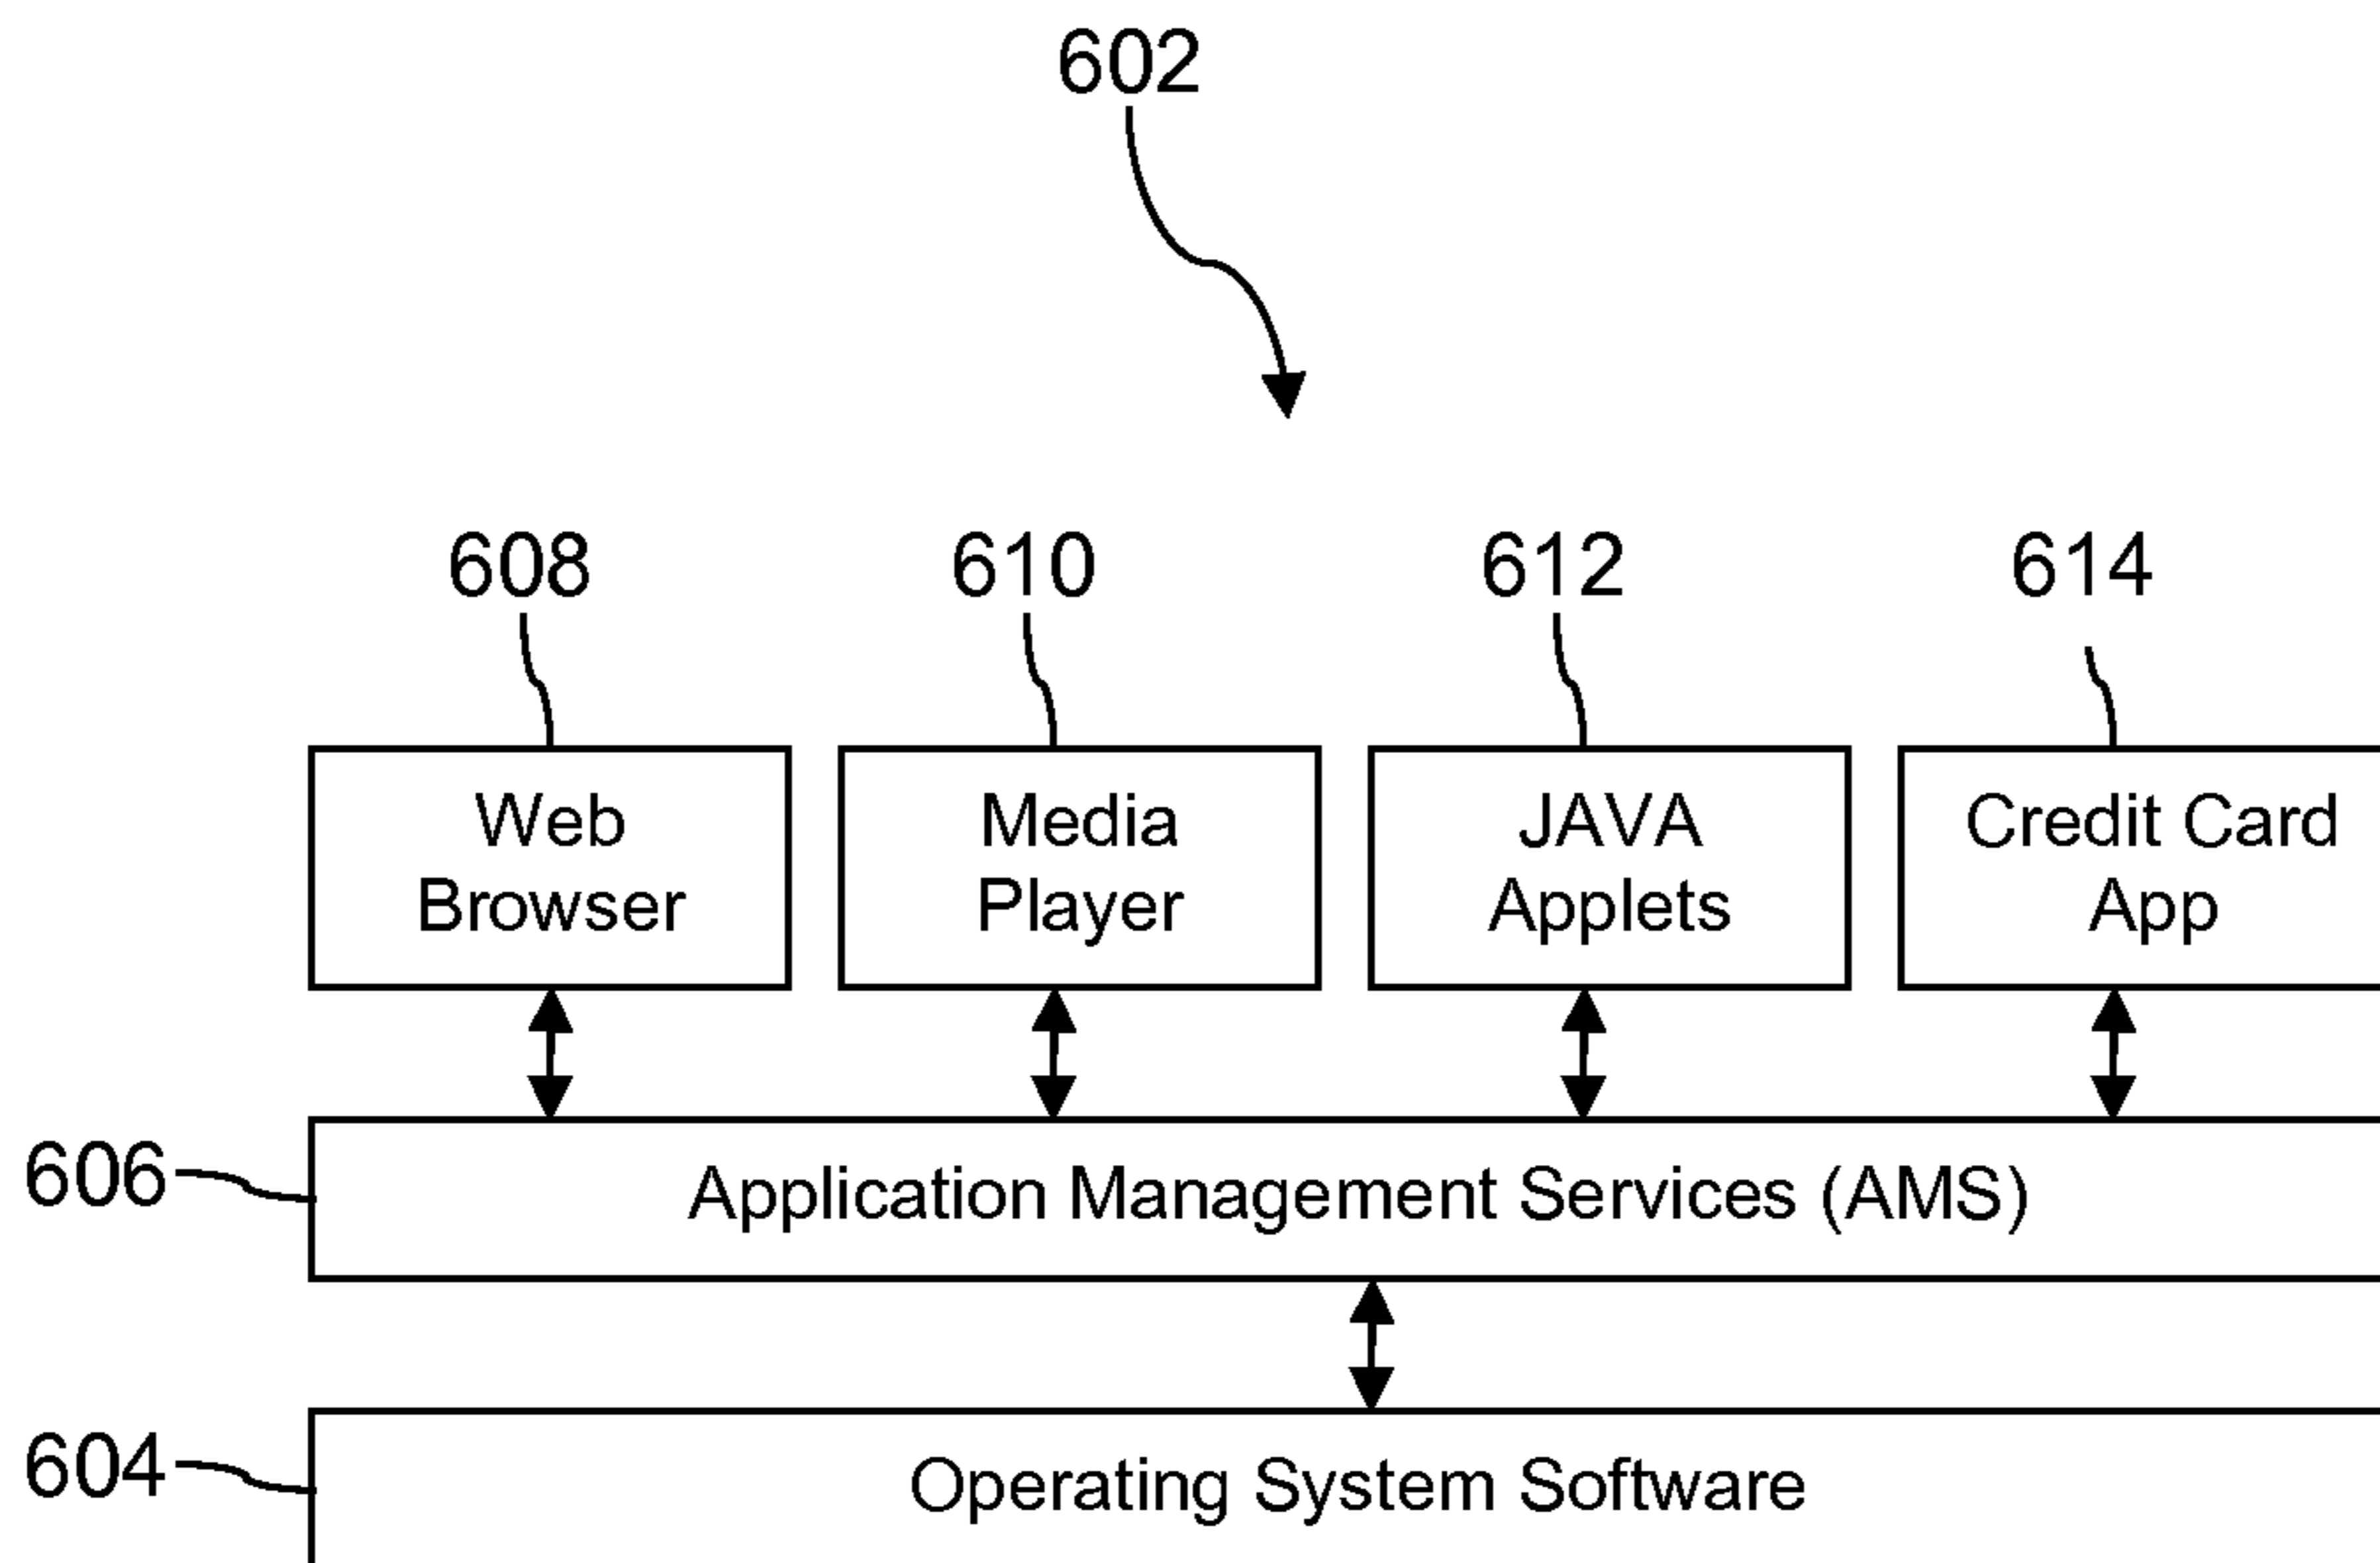 602
608 610 612 614
Web Media JAVA Credit Card
Browser Player Applets App
606 Application Management Services (AMS)
604 Operating System Software